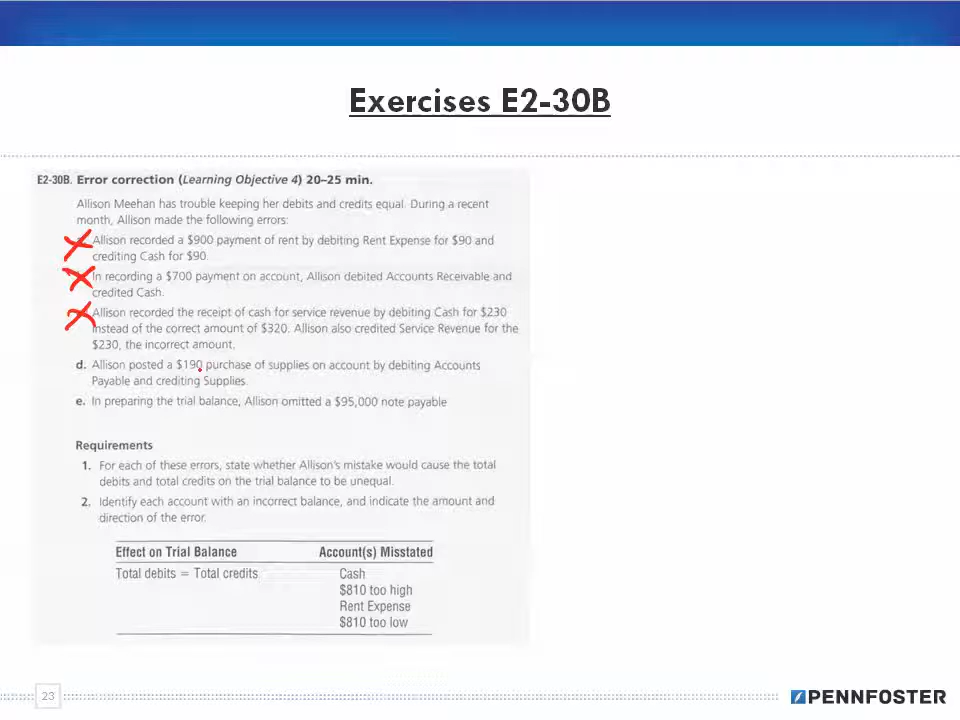 Exercises E2-30B
E2-30B. Error correction (Learning Objective 4) 20–25 min.
Allison Meehan has trouble keeping her debits and credits equal. During a recent
month, Allison made the following errors:
Allison recorded a $900 payment of rent by debiting Rent Expense for $90 and
crediting Cash for $90.
In recording a $700 payment on account, Allison debited Accounts Receivable and
credited Cash.
Allison recorded the receipt of cash for service revenue by debiting Cash for $230
instead of the correct amount of $320. Allison also credited Service Revenue for the
$230, the incorrect amount.
d. Allison posted a $190 purchase of supplies on account by debiting Accounts
Payable and crediting Supplies.
e. In preparing the trial balance, Allison omitted a $95,000 note payable
Requirements
1. For each of these errors, state whether Allison's mistake would cause the total
debits and total credits on the trial balance to be unequal.
2. Identify each account with an incorrect balance, and indicate the amount and
direction of the error.
Effect on Trial Balance Account(s) Misstated
Total debits = Total credits Cash
$810 too high
Rent Expense
$810 too low
23
PENNFOSTER